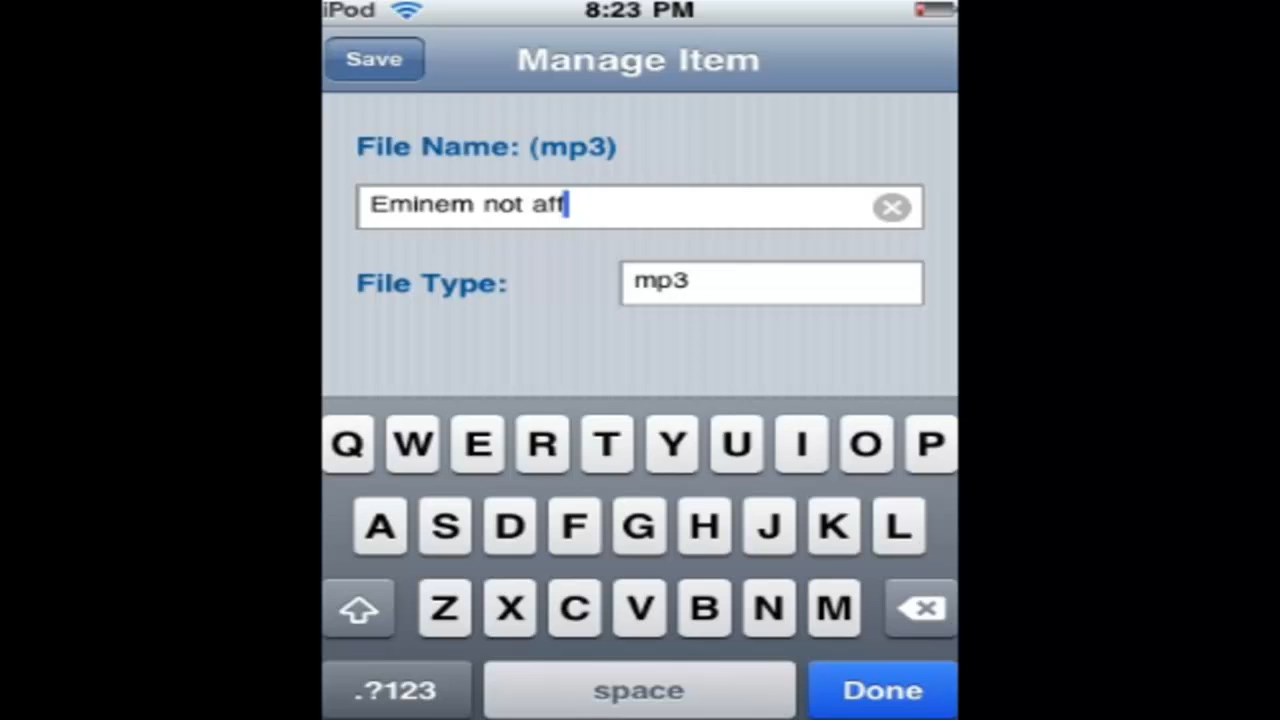 iPod 8:23 PM
Save Manage Item
File Name: (mp3)
Eminem not aff
File Type: mp3
Q W E R T Y U I O P
A S D F G H J K L
Z X C V B N M
.?123 space Done